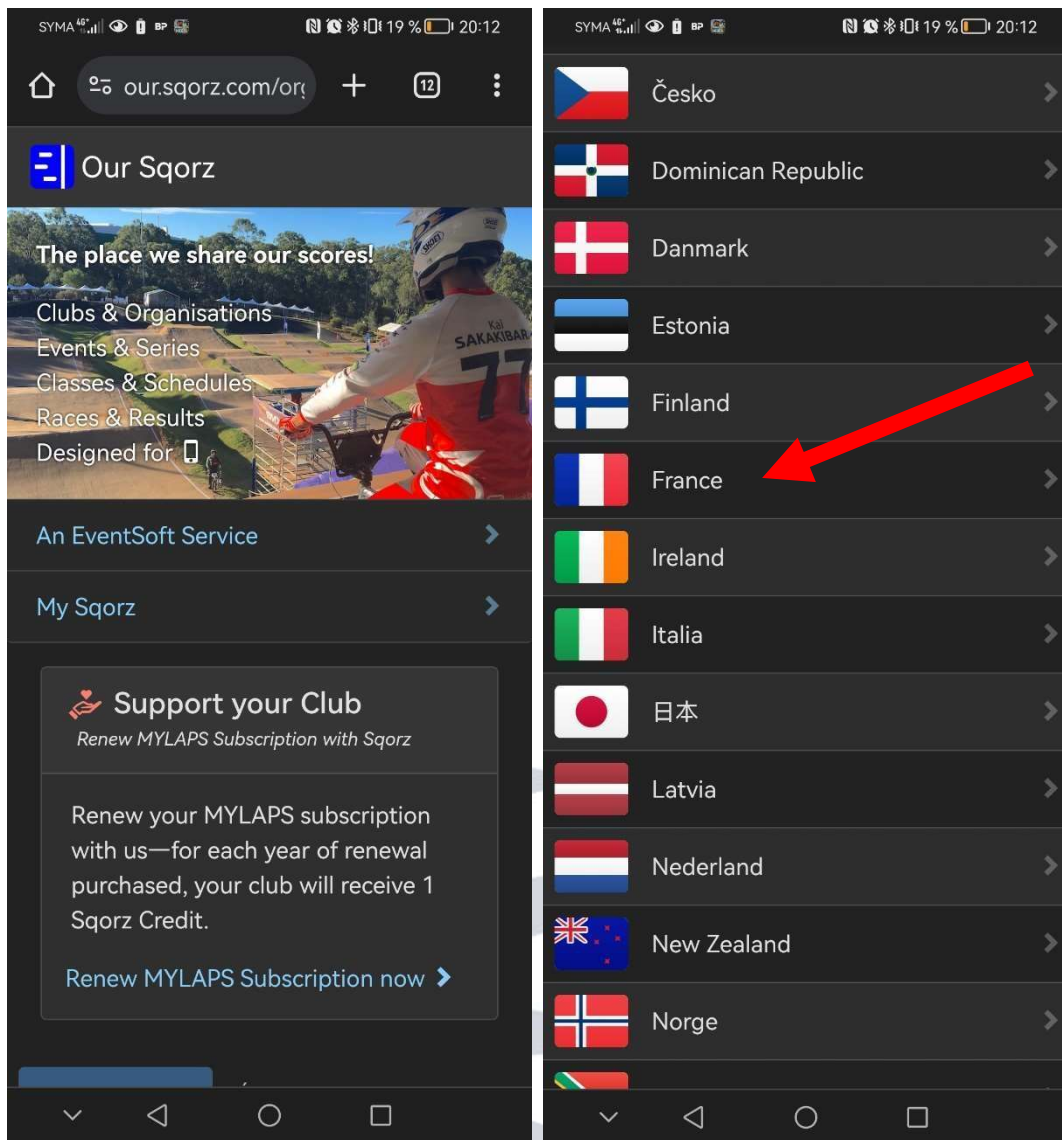 SYMA 4G+ BP 19 % 20:12
our.sqorz.com/org 12
Our Sqorz
The place we share our scores!
Clubs & Organisations
Events & Series
Classes & Schedules
Races & Results
Designed for
SHOEI
Kai
SAKAKIBAR
77
An EventSoft Service
My Sqorz
Support your Club
Renew MYLAPS Subscription with Sqorz
Renew your MYLAPS subscription
with us—for each year of renewal
purchased, your club will receive 1
Sqorz Credit.
Renew MYLAPS Subscription now
SYMA 4G+ BP 19 % 20:12
Česko
Dominican Republic
Danmark
Estonia
Finland
France
Ireland
Italia
日本
Latvia
Nederland
New Zealand
Norge